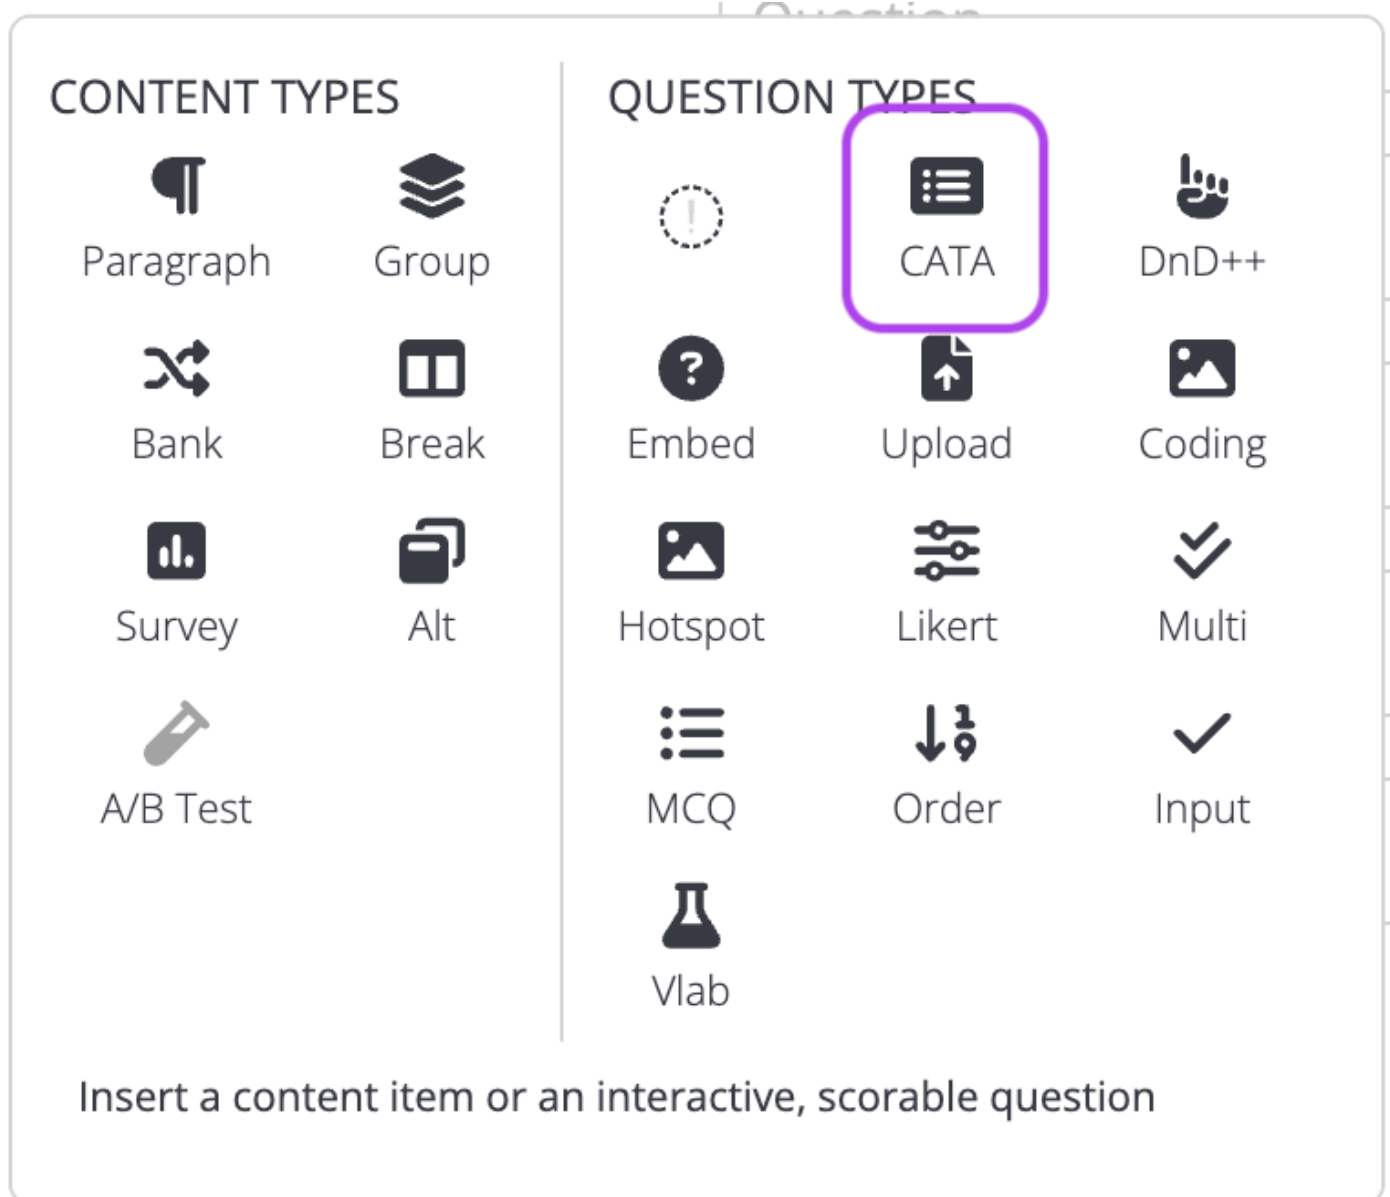 Question
CONTENT TYPES
Paragraph Group
Bank Break
Survey Alt
A/B Test
QUESTION TYPES
CATA DnD++
Embed Upload Coding
Hotspot Likert Multi
MCQ Order Input
Vlab
Insert a content item or an interactive, scorable question